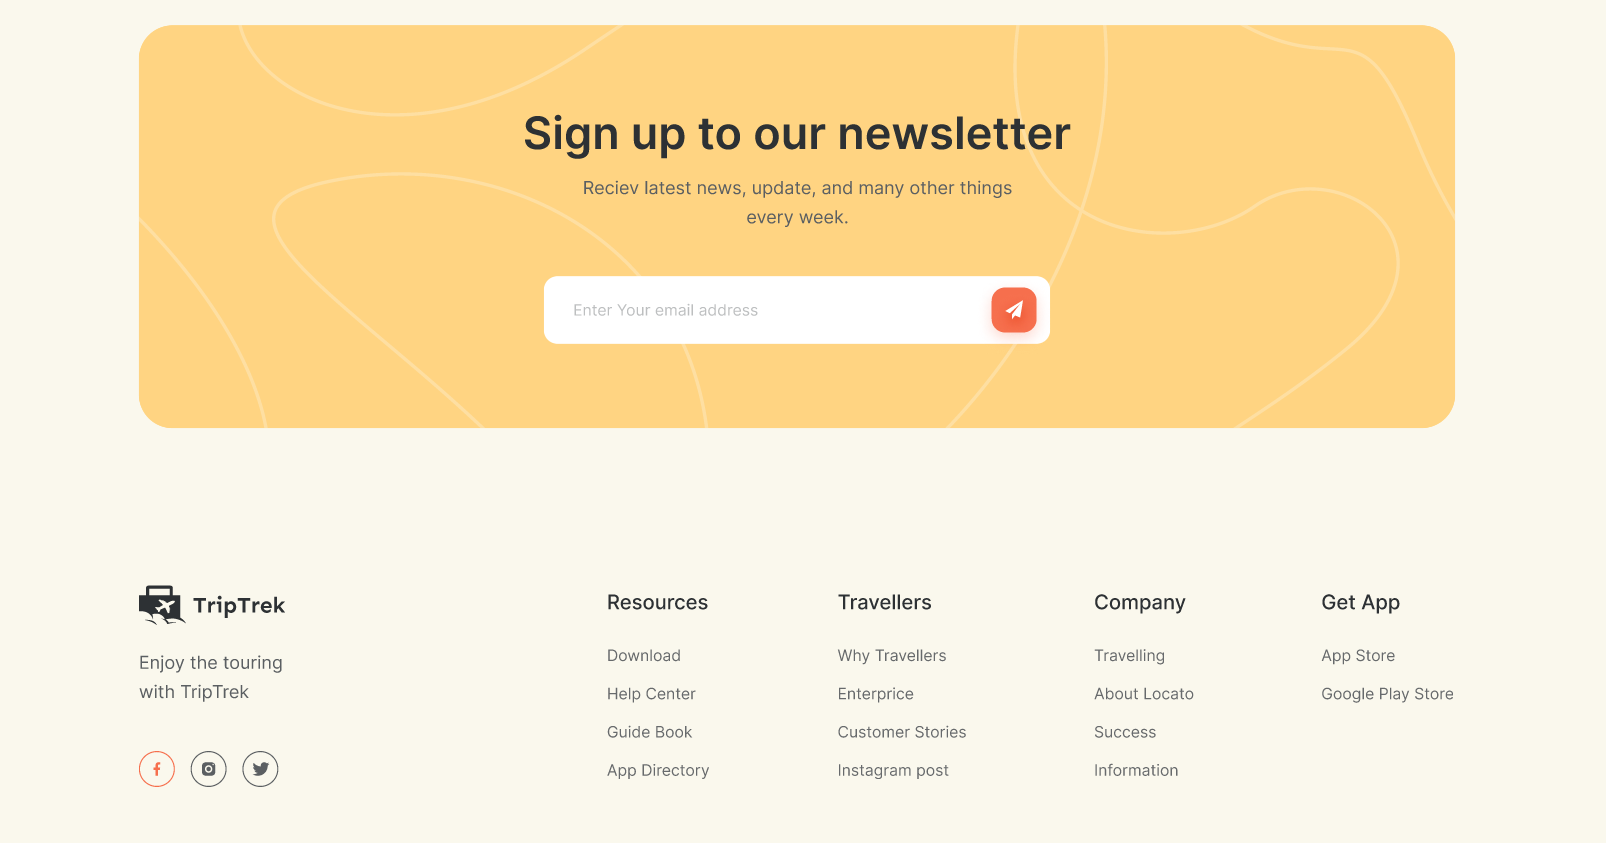 Sign up to our newsletter
Reciev latest news, update, and many other things
every week.
Enter Your email address
TripTrek
Enjoy the touring
with TripTrek
Resources
Download
Help Center
Guide Book
App Directory
Travellers
Why Travellers
Enterprice
Customer Stories
Instagram post
Company
Travelling
About Locato
Success
Information
Get App
App Store
Google Play Store